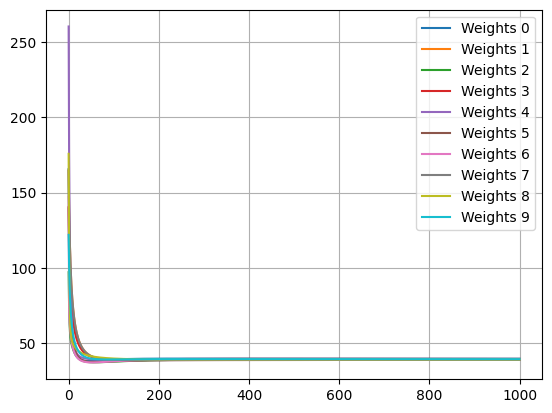 250
200
150
100
50
0
200
400
600
800
1000
Weights 0
Weights 1
Weights 2
Weights 3
Weights 4
Weights 5
Weights 6
Weights 7
Weights 8
Weights 9